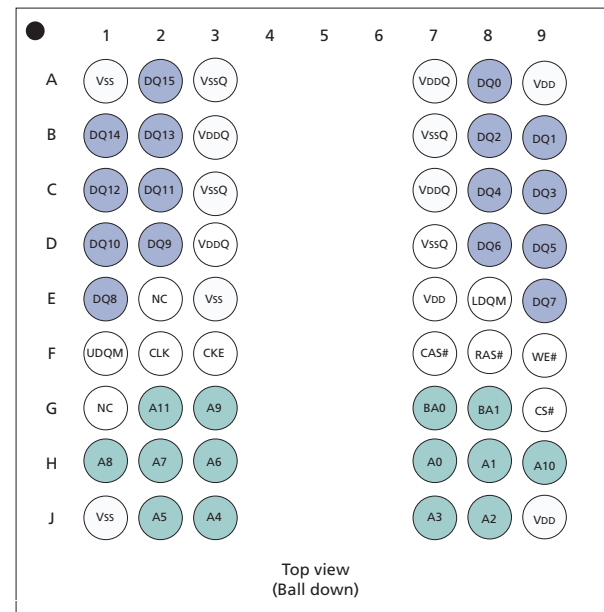 1 2 3 4 5 6 7 8 9
A VSS DQ15 VSSQ VDDQ DQ0 VDD
B DQ14 DQ13 VDDQ VSSQ DQ2 DQ1
C DQ12 DQ11 VSSQ VDDQ DQ4 DQ3
D DQ10 DQ9 VDDQ VSSQ DQ6 DQ5
E DQ8 NC VSS VDD LDQM DQ7
F UDQM CLK CKE CAS# RAS# WE#
G NC A11 A9 BA0 BA1 CS#
H A8 A7 A6 A0 A1 A10
J VSS A5 A4 A3 A2 VDD
Top view
(Ball down)